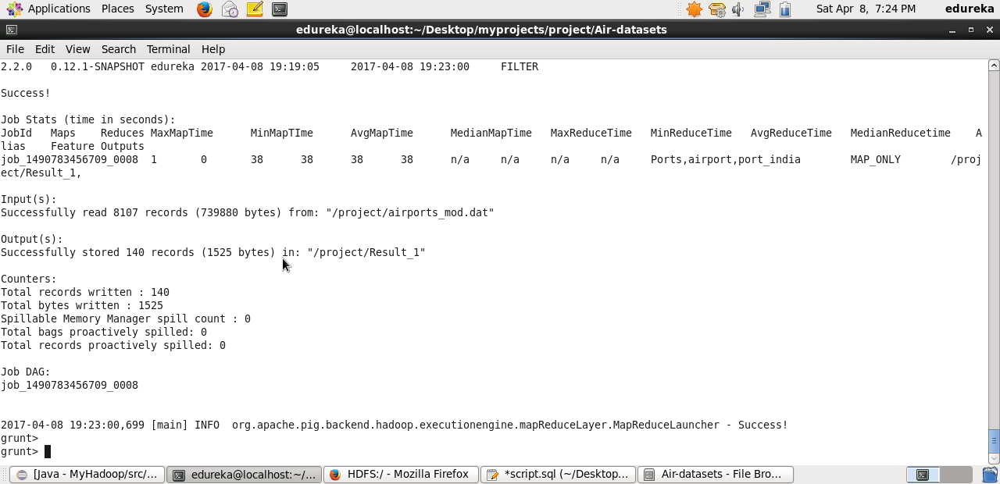 Applications Places System Sat Apr 8, 7:24 PM edureka
edureka@localhost:~/Desktop/myprojects/project/Air-datasets
File Edit View Search Terminal Help
2.2.0 0.12.1-SNAPSHOT edureka 2017-04-08 19:19:05 2017-04-08 19:23:00 FILTER
Success!
Job Stats (time in seconds):
JobId Maps Reduces MaxMapTime MinMapTIme AvgMapTime MedianMapTime MaxReduceTime MinReduceTime AvgReduceTime MedianReducetime A
lias Feature Outputs
job_1490783456709_0008 1 0 38 38 38 38 n/a n/a n/a n/a Ports,airport,port_india MAP_ONLY /proj
ect/Result_1,
Input(s):
Successfully read 8107 records (739880 bytes) from: "/project/airports_mod.dat"
Output(s):
Successfully stored 140 records (1525 bytes) in: "/project/Result_1"
Counters:
Total records written : 140
Total bytes written : 1525
Spillable Memory Manager spill count : 0
Total bags proactively spilled: 0
Total records proactively spilled: 0
Job DAG:
job_1490783456709_0008
2017-04-08 19:23:00,699 [main] INFO org.apache.pig.backend.hadoop.executionengine.mapReduceLayer.MapReduceLauncher - Success!
grunt>
grunt>
[Java - MyHadoop/src/... edureka@localhost:~/... HDFS:/ - Mozilla Firefox *script.sql (~/Desktop... Air-datasets - File Bro...